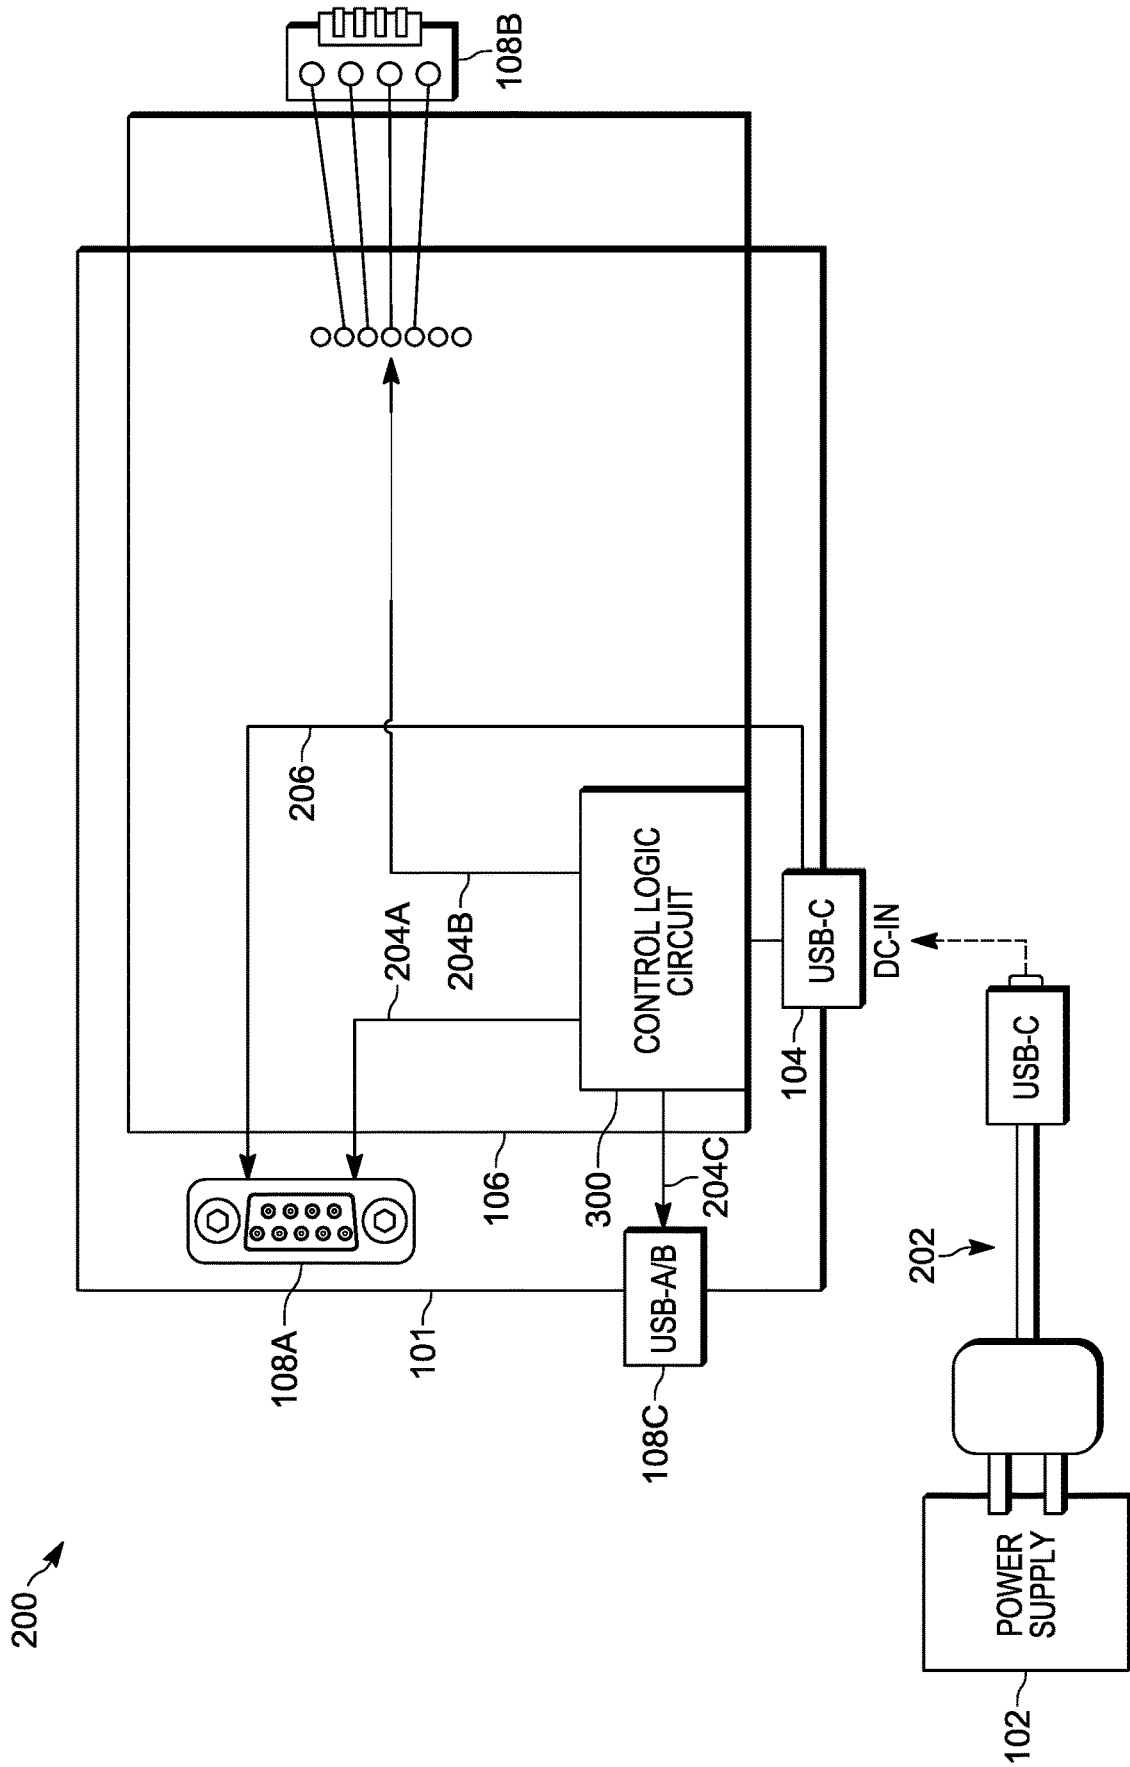 200
102
POWER
SUPPLY
202
USB-C
DC-IN
104
USB-C
108C
USB-A/B
204C
300
CONTROL LOGIC
CIRCUIT
101
106
108A
204A
204B
206
108B